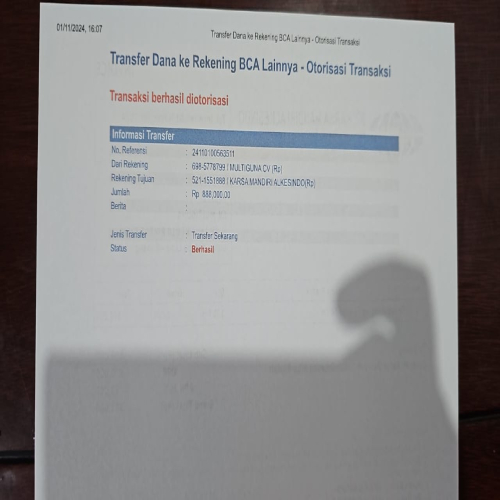 01/11/2024, 16:07
Transfer Dana ke Rekening BCA Lainnya - Otorisasi Transaksi
Transfer Dana ke Rekening BCA Lainnya - Otorisasi Transaksi
Transaksi berhasil diotorisasi
Informasi Transfer
No. Referensi : 24110100563511
Dari Rekening : 698-5778799 | MULTIGUNA CV (Rp)
Rekening Tujuan : 521-1551888 | KARSA MANDIRI ALKESINDO(Rp)
Jumlah : Rp. 888,000.00
Berita :
Jenis Transfer : Transfer Sekarang
Status : Berhasil